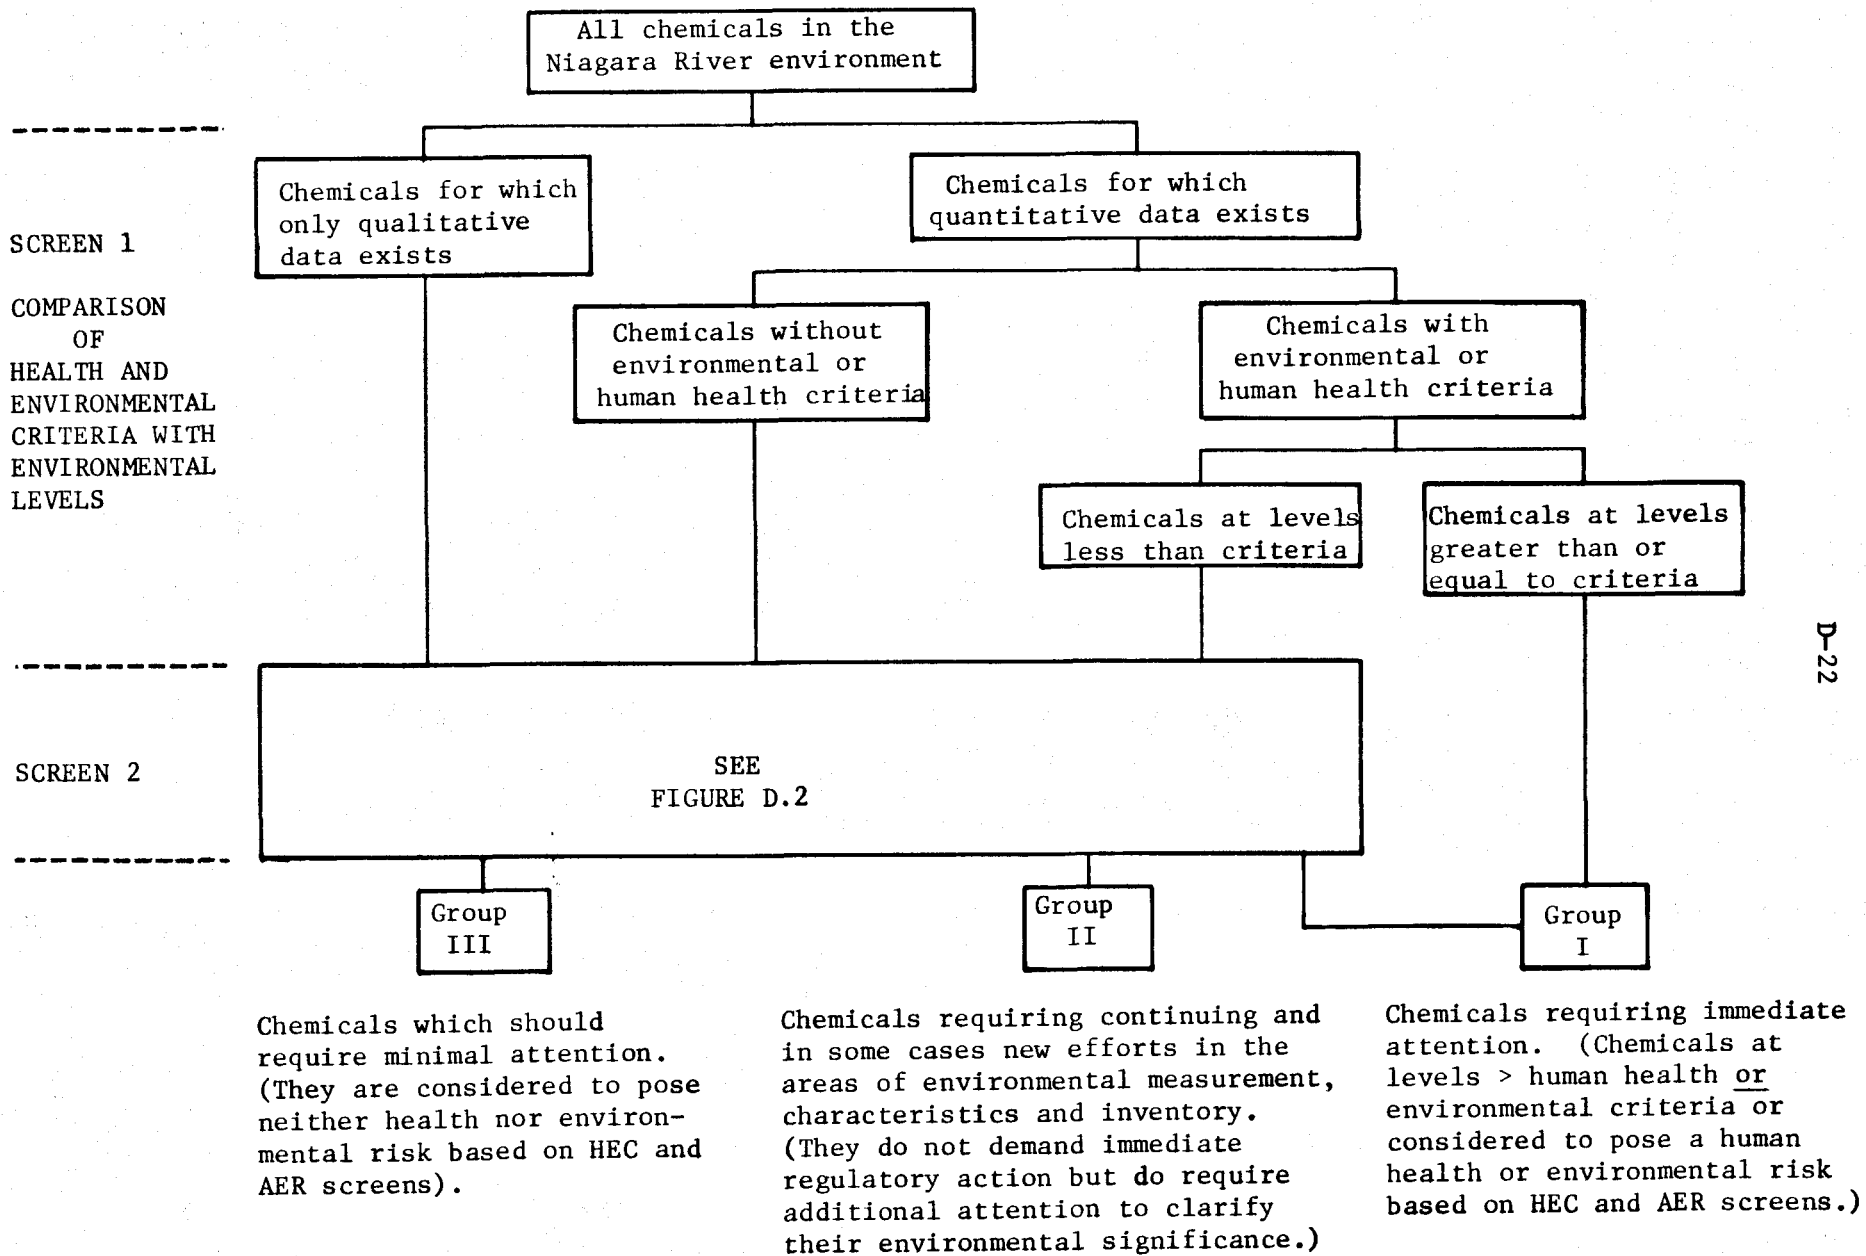 All chemicals in the
Niagara River environment
Chemicals for which
only qualitative
data exists
Chemicals for which
quantitative data exists
SCREEN 1
COMPARISON
OF
HEALTH AND
ENVIRONMENTAL
CRITERIA WITH
ENVIRONMENTAL
LEVELS
Chemicals without
environmental or
human health criteria
Chemicals with
environmental or
human health criteria
Chemicals at levels
less than criteria
Chemicals at levels
greater than or
equal to criteria
D-22
SCREEN 2
SEE
FIGURE D.2
Group
III
Group
II
Group
I
Chemicals which should
require minimal attention.
(They are considered to pose
neither health nor environ-
mental risk based on HEC and
AER screens).
Chemicals requiring continuing and
in some cases new efforts in the
areas of environmental measurement,
characteristics and inventory.
(They do not demand immediate
regulatory action but do require
additional attention to clarify
their environmental significance.)
Chemicals requiring immediate
attention. (Chemicals at
levels > human health or
environmental criteria or
considered to pose a human
health or environmental risk
based on HEC and AER screens.)